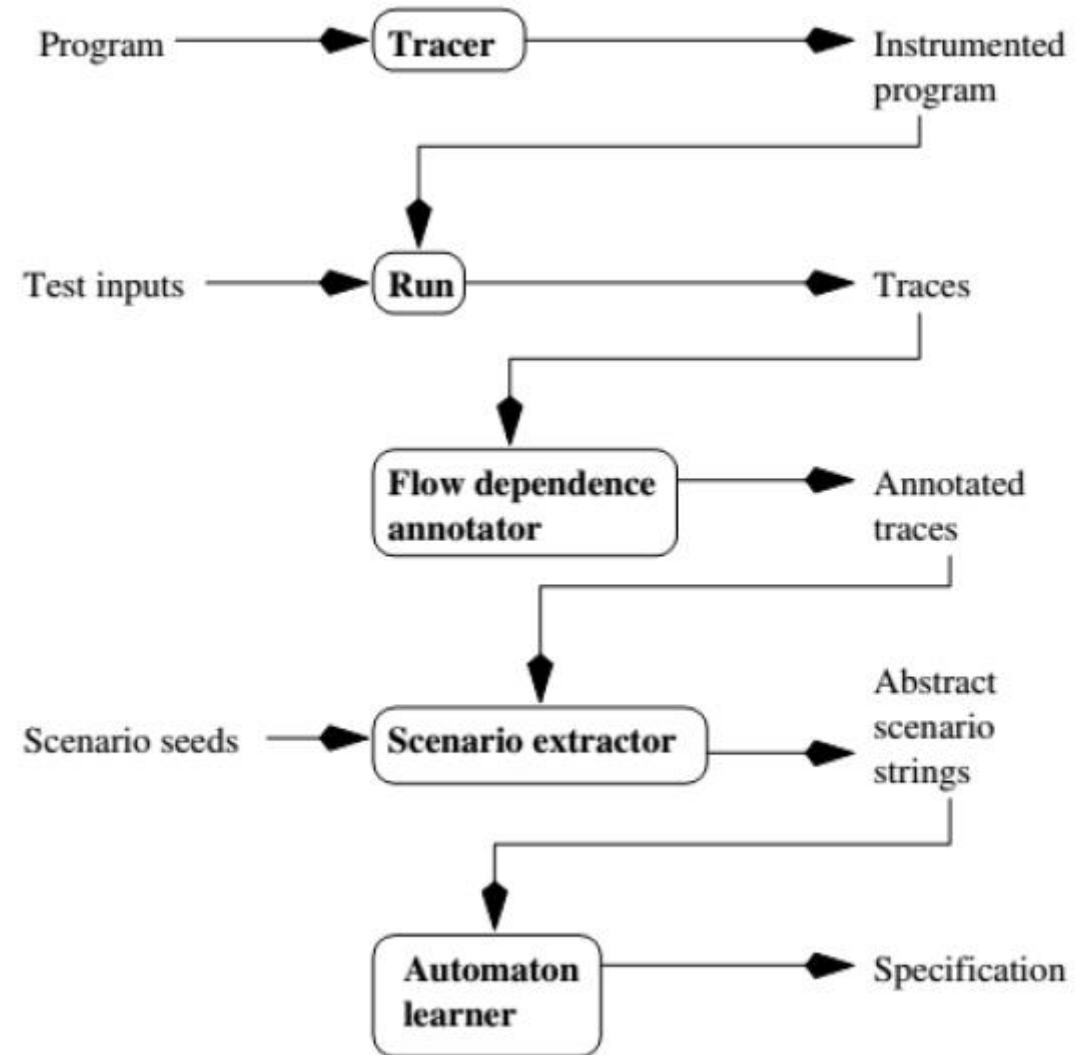 Program
Tracer
Instrumented
program
Test inputs
Run
Traces
Flow dependence
annotator
Annotated
traces
Scenario seeds
Scenario extractor
Abstract
scenario
strings
Automaton
learner
Specification